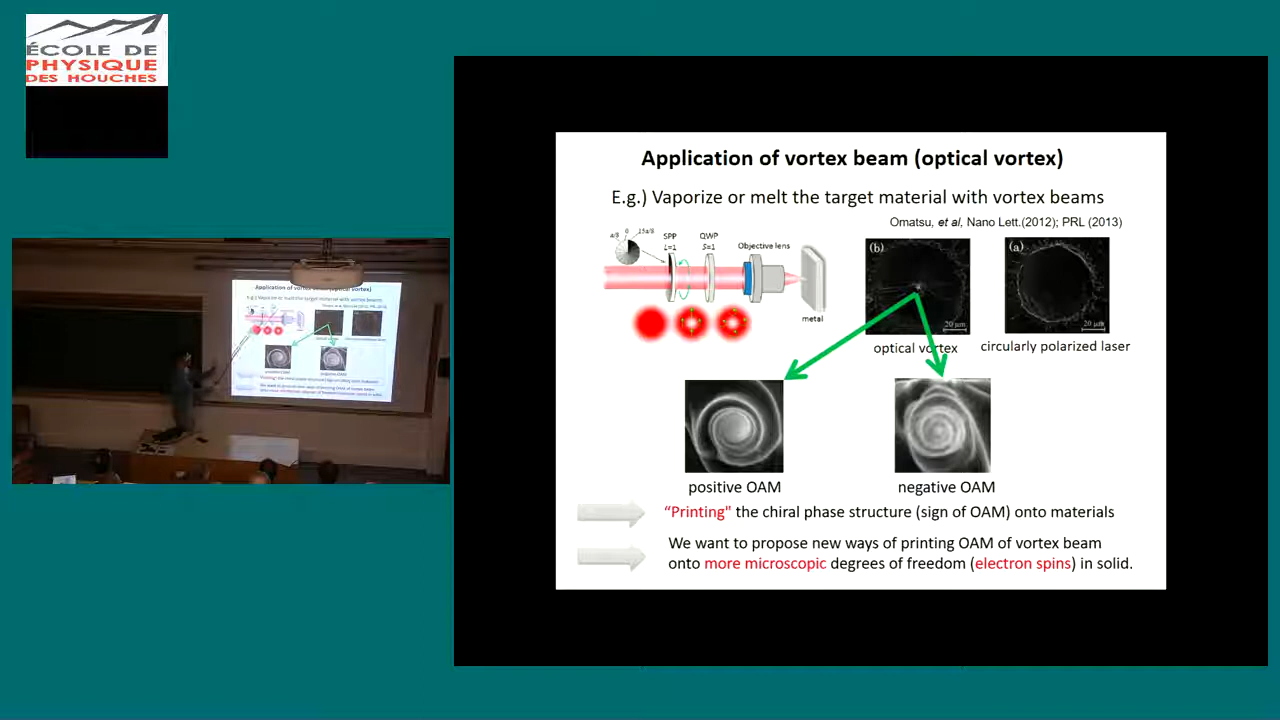 ÉCOLE DE
PHYSIQUE
DES HOUCHES
Application of vortex beam (optical vortex)
E.g.) Vaporize or melt the target material with vortex beams
Omatsu, et al, Nano Lett.(2012); PRL (2013)
0
SPP
L=1
QWP
S=1
Objective lens
metal
(b)
20 μm
(a)
20 μm
optical vortex
circularly polarized laser
positive OAM
negative OAM
“Printing" the chiral phase structure (sign of OAM) onto materials
We want to propose new ways of printing OAM of vortex beam
onto more microscopic degrees of freedom (electron spins) in solid.